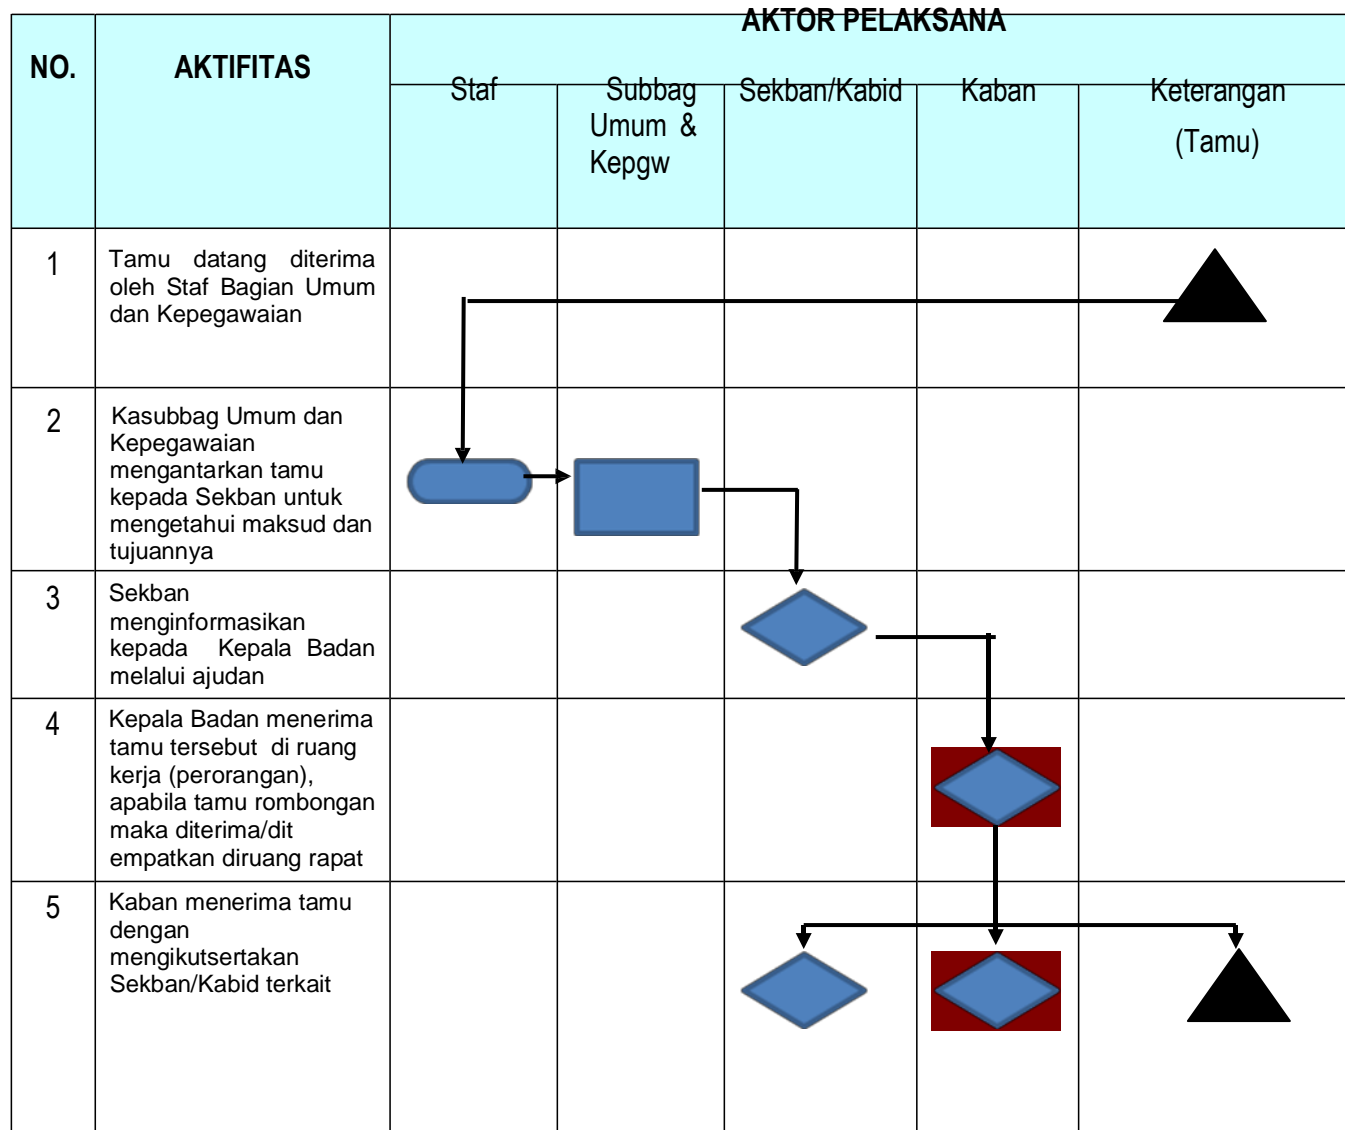 AKTOR PELAKSANA
NO.
AKTIFITAS
Staf
Subbag
Umum &
Kepgw
Sekban/Kabid
Kaban
Keterangan
(Tamu)
1
Tamu datang diterima
oleh Staf Bagian Umum
dan Kepegawaian
2
Kasubbag Umum dan
Kepegawaian
mengantarkan tamu
kepada Sekban untuk
mengetahui maksud dan
tujuannya
3
Sekban
menginformasikan
kepada Kepala Badan
melalui ajudan
4
Kepala Badan menerima
tamu tersebut di ruang
kerja (perorangan),
apabila tamu rombongan
maka diterima/dit
empatkan diruang rapat
5
Kaban menerima tamu
dengan
mengikutsertakan
Sekban/Kabid terkait